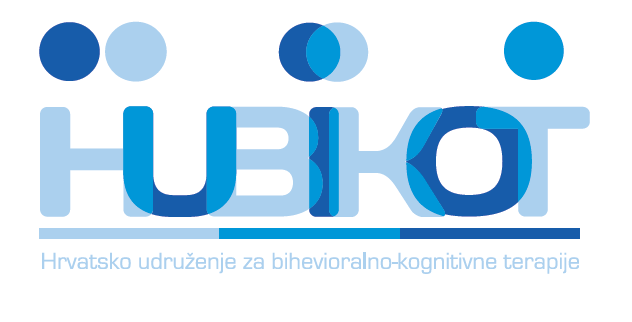 HUBIKOT
Hrvatsko udruženje za bihevioralno-kognitivne terapije